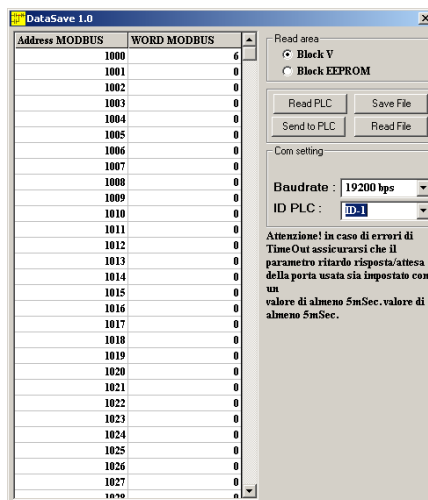 DataSave 1.0
Address MODBUS WORD MODBUS
1000 6
1001 0
1002 0
1003 0
1004 0
1005 0
1006 0
1007 0
1008 0
1009 0
1010 0
1011 0
1012 0
1013 0
1014 0
1015 0
1016 0
1017 0
1018 0
1019 0
1020 0
1021 0
1022 0
1023 0
1024 0
1025 0
1026 0
1027 0
1028 0
Read area
Block V
Block EEPROM
Read PLC Save File
Send to PLC Read File
Com setting
Baudrate : 19200 bps
ID PLC : ID-1
Attenzione! in caso di errori di
TimeOut assicurarsi che il
parametro ritardo risposta/attesa
della porta usata sia impostato con
un
valore di almeno 5mSec. valore di
almeno 5mSec.